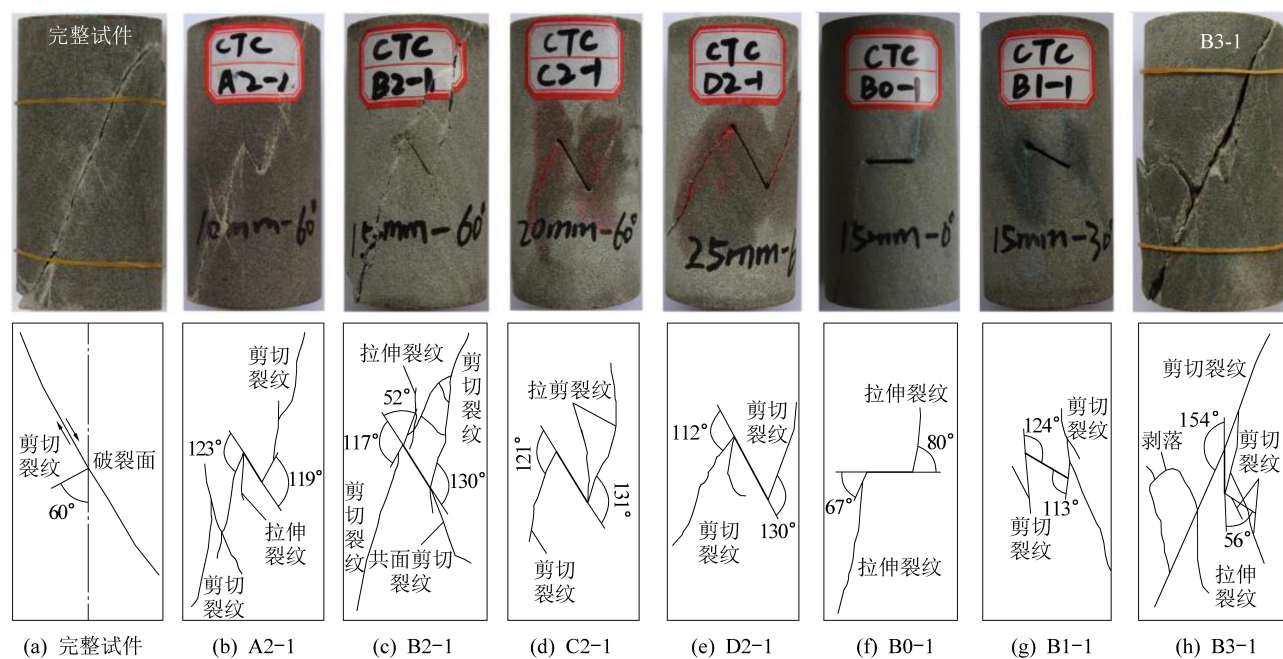 完整试件
CTC
A2-1
10mm-60°
CTC
B2-1
15mm-60°
CTC
C2-1
20mm-60°
CTC
D2-1
25mm-6
CTC
B0-1
15mm-0°
CTC
B1-1
15mm-30°
B3-1
剪切
裂纹
破裂面
60°
剪切
裂纹
123°
119°
拉伸
裂纹
剪切
裂纹
拉伸裂纹
52°
剪切裂纹
117°
130°
剪切裂纹
共面剪切
裂纹
拉剪裂纹
121°
131°
剪切
裂纹
112°
剪切
裂纹
剪切
裂纹
130°
拉伸裂纹
80°
67°
拉伸裂纹
124°
剪切
裂纹
剪切
裂纹
113°
剪切裂纹
154°
剥落
剪切
裂纹
56°
拉伸
裂纹
(a) 完整试件
(b) A2-1
(c) B2-1
(d) C2-1
(e) D2-1
(f) B0-1
(g) B1-1
(h) B3-1